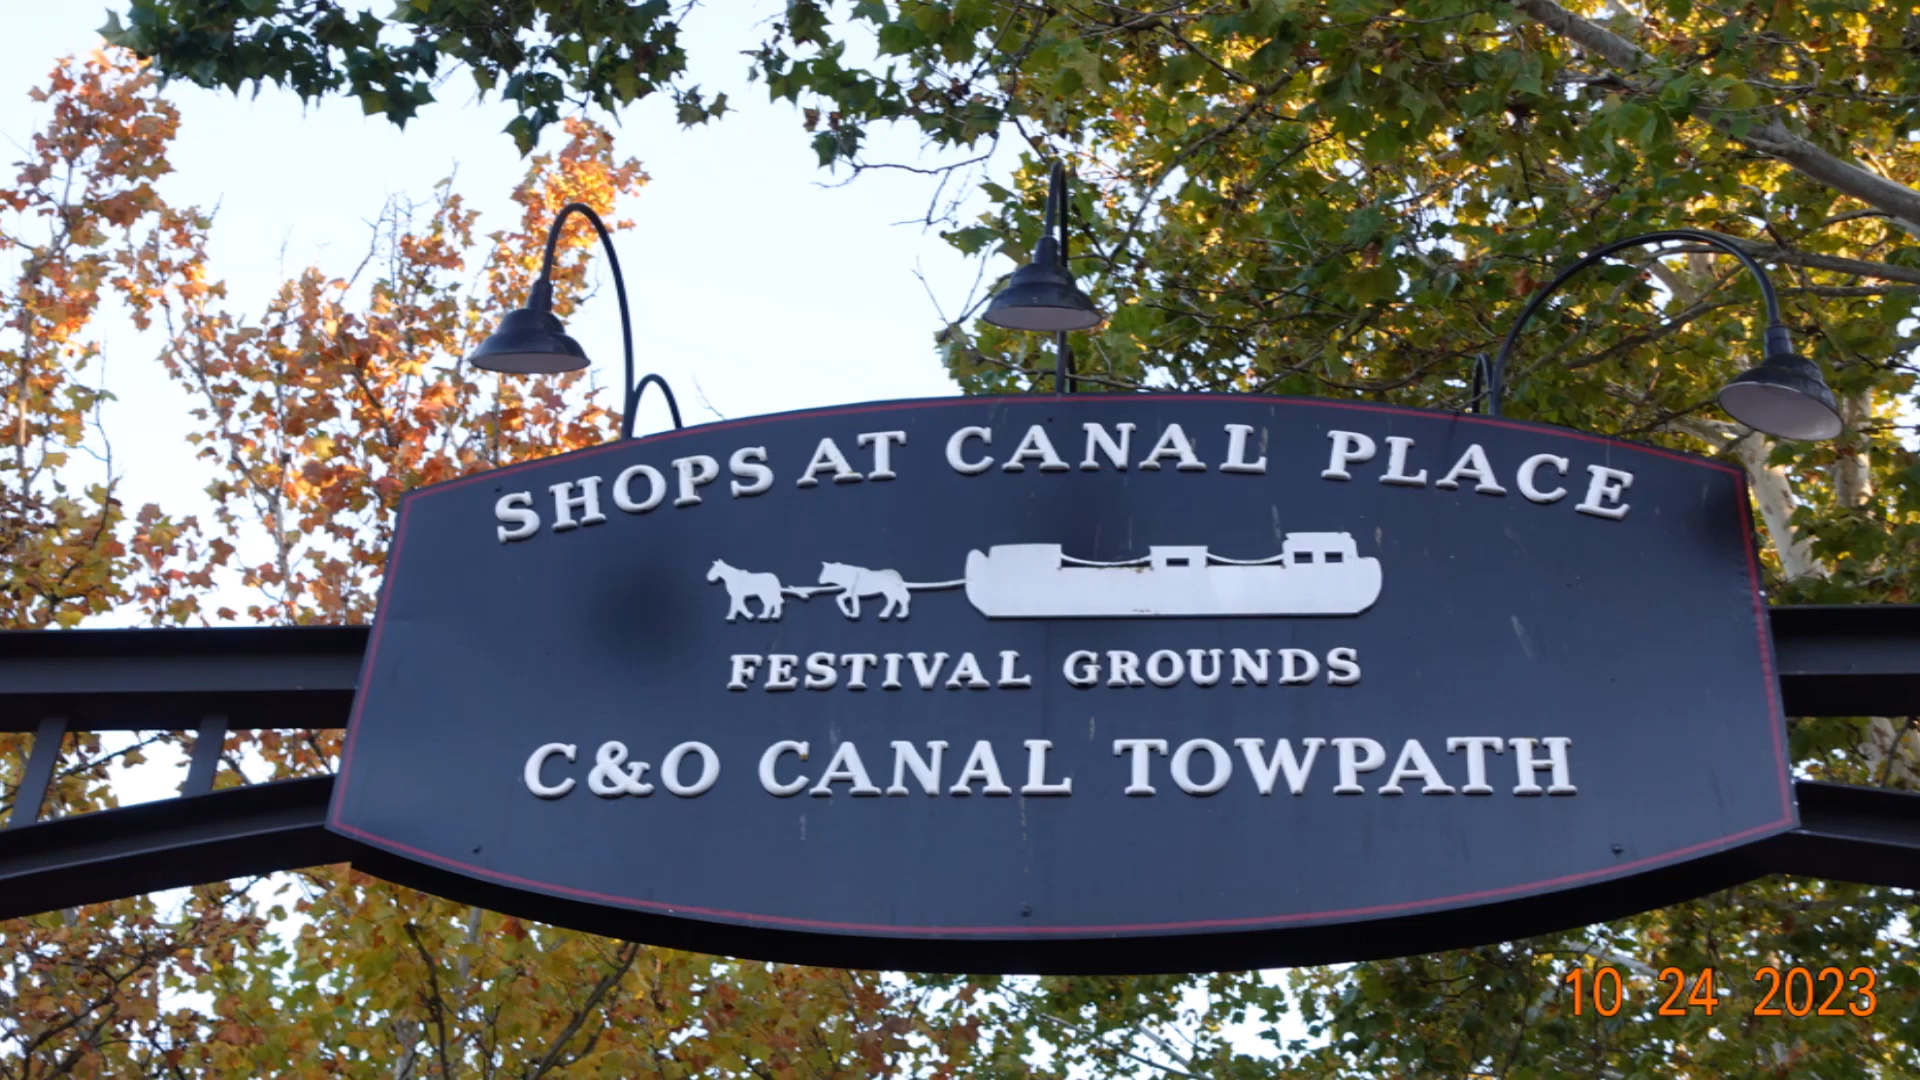 SHOPS AT CANAL PLACE
FESTIVAL GROUNDS
C&O CANAL TOWPATH
10 24 2023